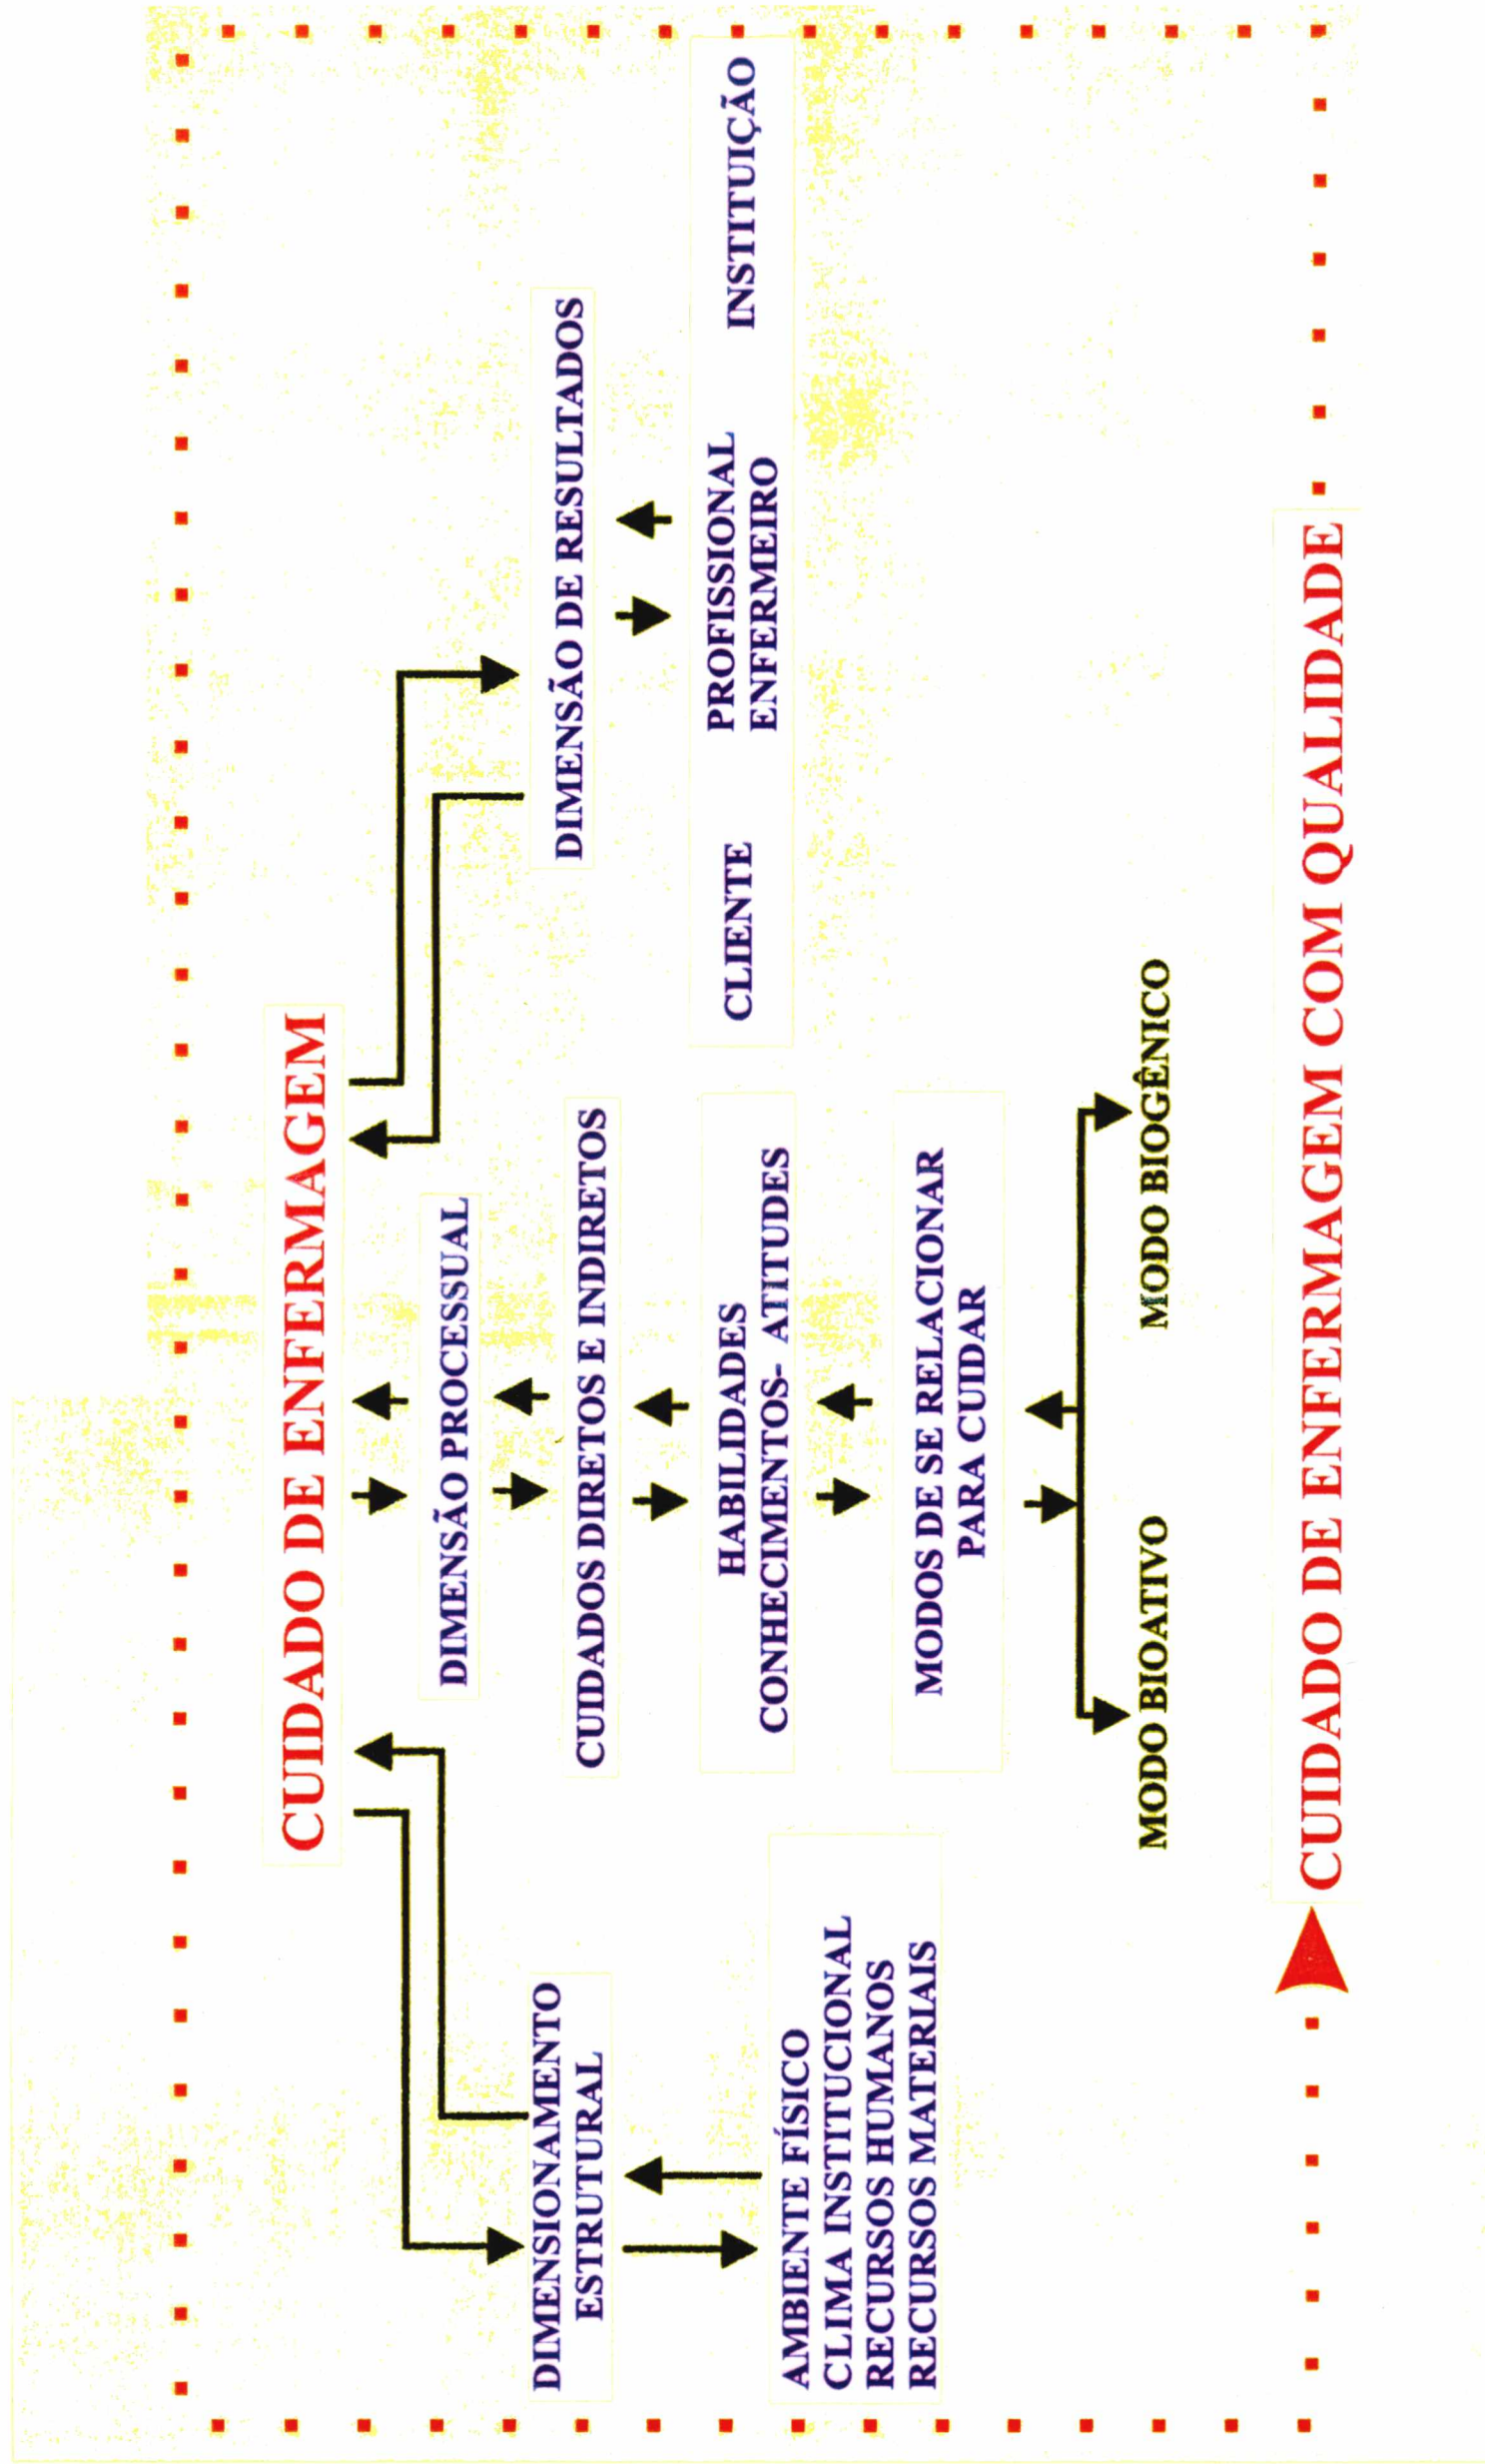 CUIDADO DE ENFERMAGEM
DIMENSIONAMENTO
ESTRUTURAL
AMBIENTE FÍSICO
CLIMA INSTITUCIONAL
RECURSOS HUMANOS
RECURSOS MATERIAIS
DIMENSÃO PROCESSUAL
CUIDADOS DIRETOS E INDIRETOS
HABILIDADES
CONHECIMENTOS- ATITUDES
MODOS DE SE RELACIONAR
PARA CUIDAR
MODO BIOATIVO
MODO BIOGÊNICO
DIMENSÃO DE RESULTADOS
CLIENTE
PROFISSIONAL
ENFERMEIRO
INSTITUIÇÃO
CUIDADO DE ENFERMAGEM COM QUALIDADE